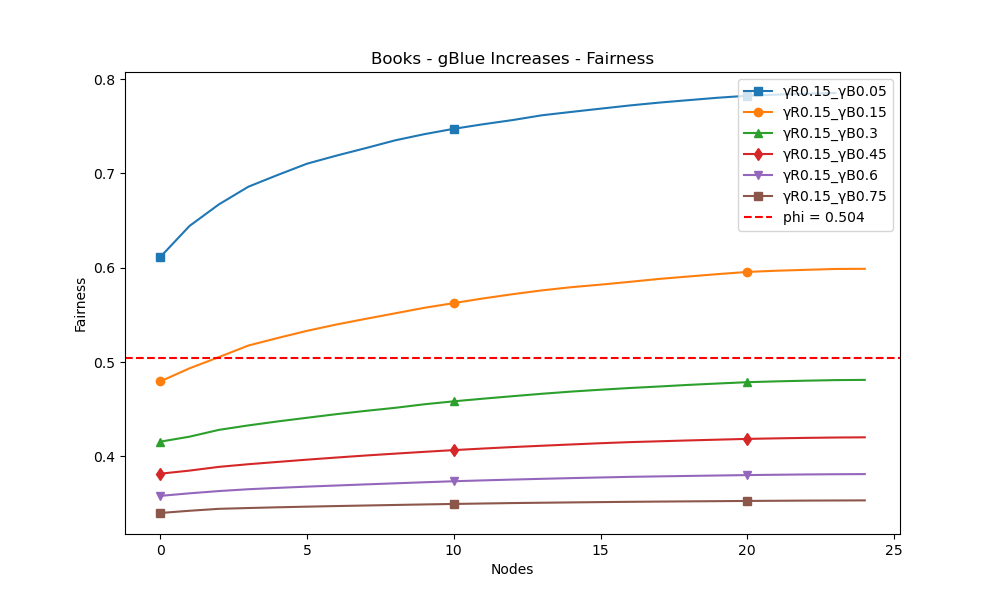 Books - gBlue Increases - Fairness
Fairness
0.8
0.7
0.6
0.5
0.4
γR0.15_γB0.05
γR0.15_γB0.15
γR0.15_γB0.3
γR0.15_γB0.45
γR0.15_γB0.6
γR0.15_γB0.75
phi = 0.504
0 5 10 15 20 25
Nodes